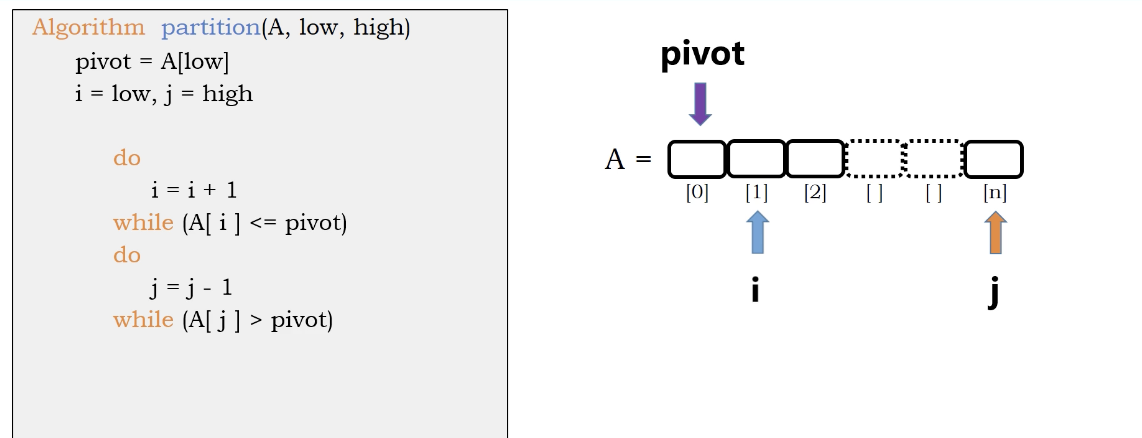 Algorithm partition(A, low, high)
pivot = A[low]
i = low, j = high
do
i = i + 1
while (A[ i ] <= pivot)
do
j = j - 1
while (A[ j ] > pivot)
pivot
A =
[0] [1] [2] [ ] [ ] [n]
i j